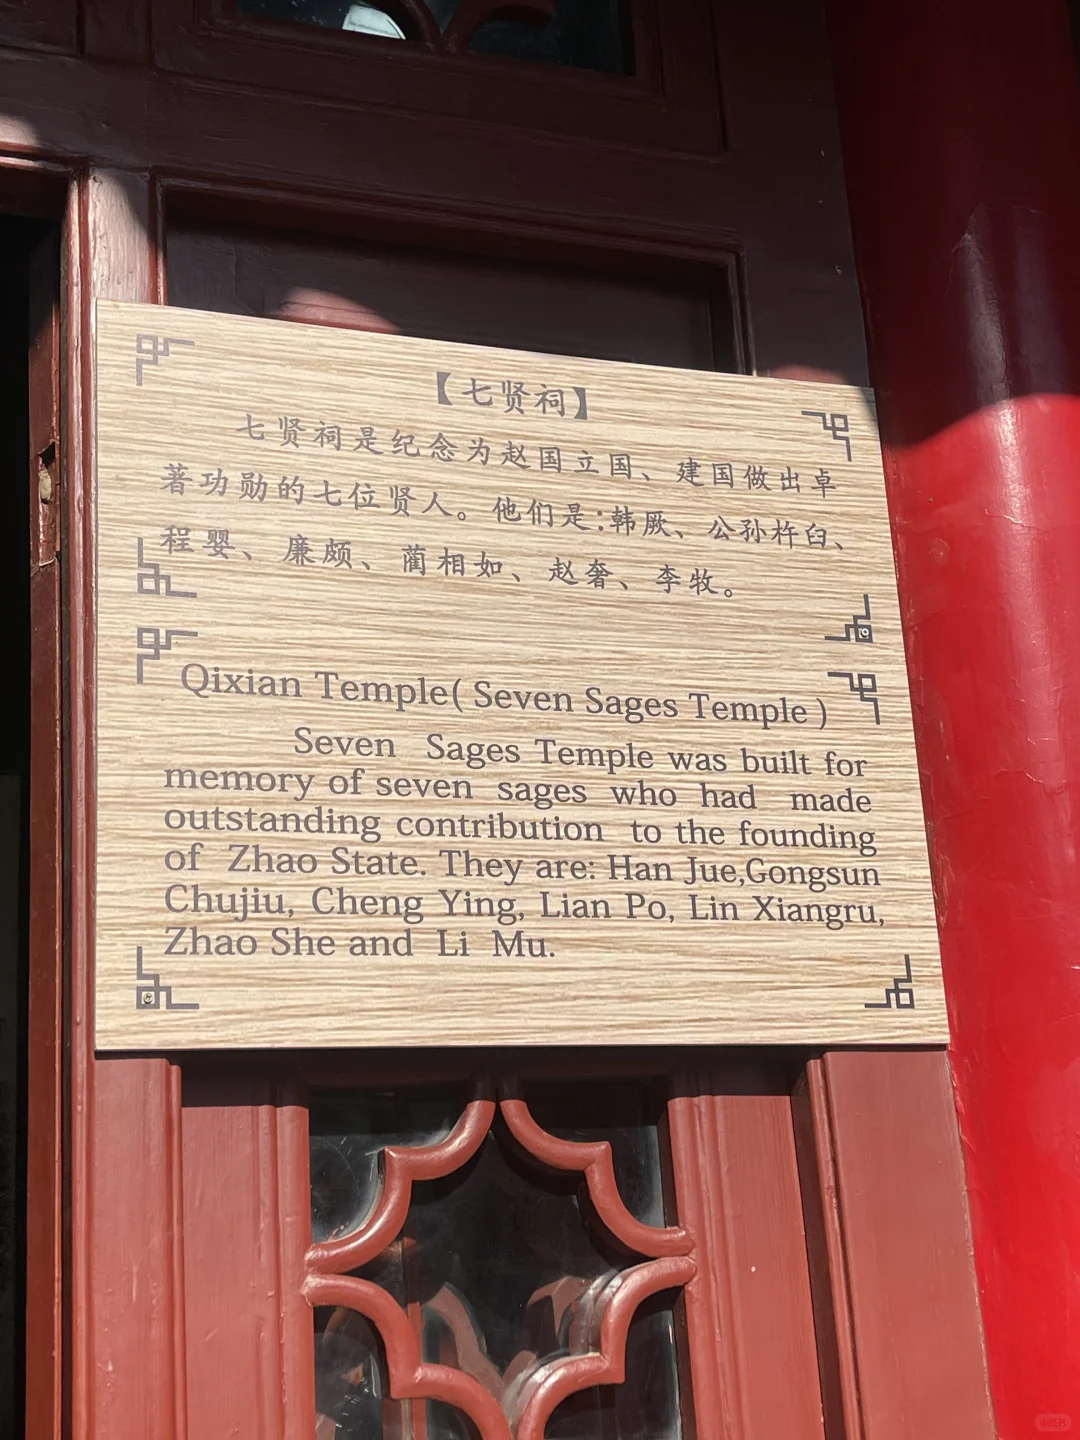 【七贤祠】
七贤祠是纪念为赵国立国、建国做出卓
著功勋的七位贤人。他们是:韩厥、公孙杵臼、
程婴、廉颇、蔺相如、赵奢、李牧。
Qixian Temple( Seven Sages Temple )
Seven Sages Temple was built for
memory of seven sages who had made
outstanding contribution to the founding
of Zhao State. They are: Han Jue,Gongsun
Chujiu, Cheng Ying, Lian Po, Lin Xiangru,
Zhao She and Li Mu.
小红书